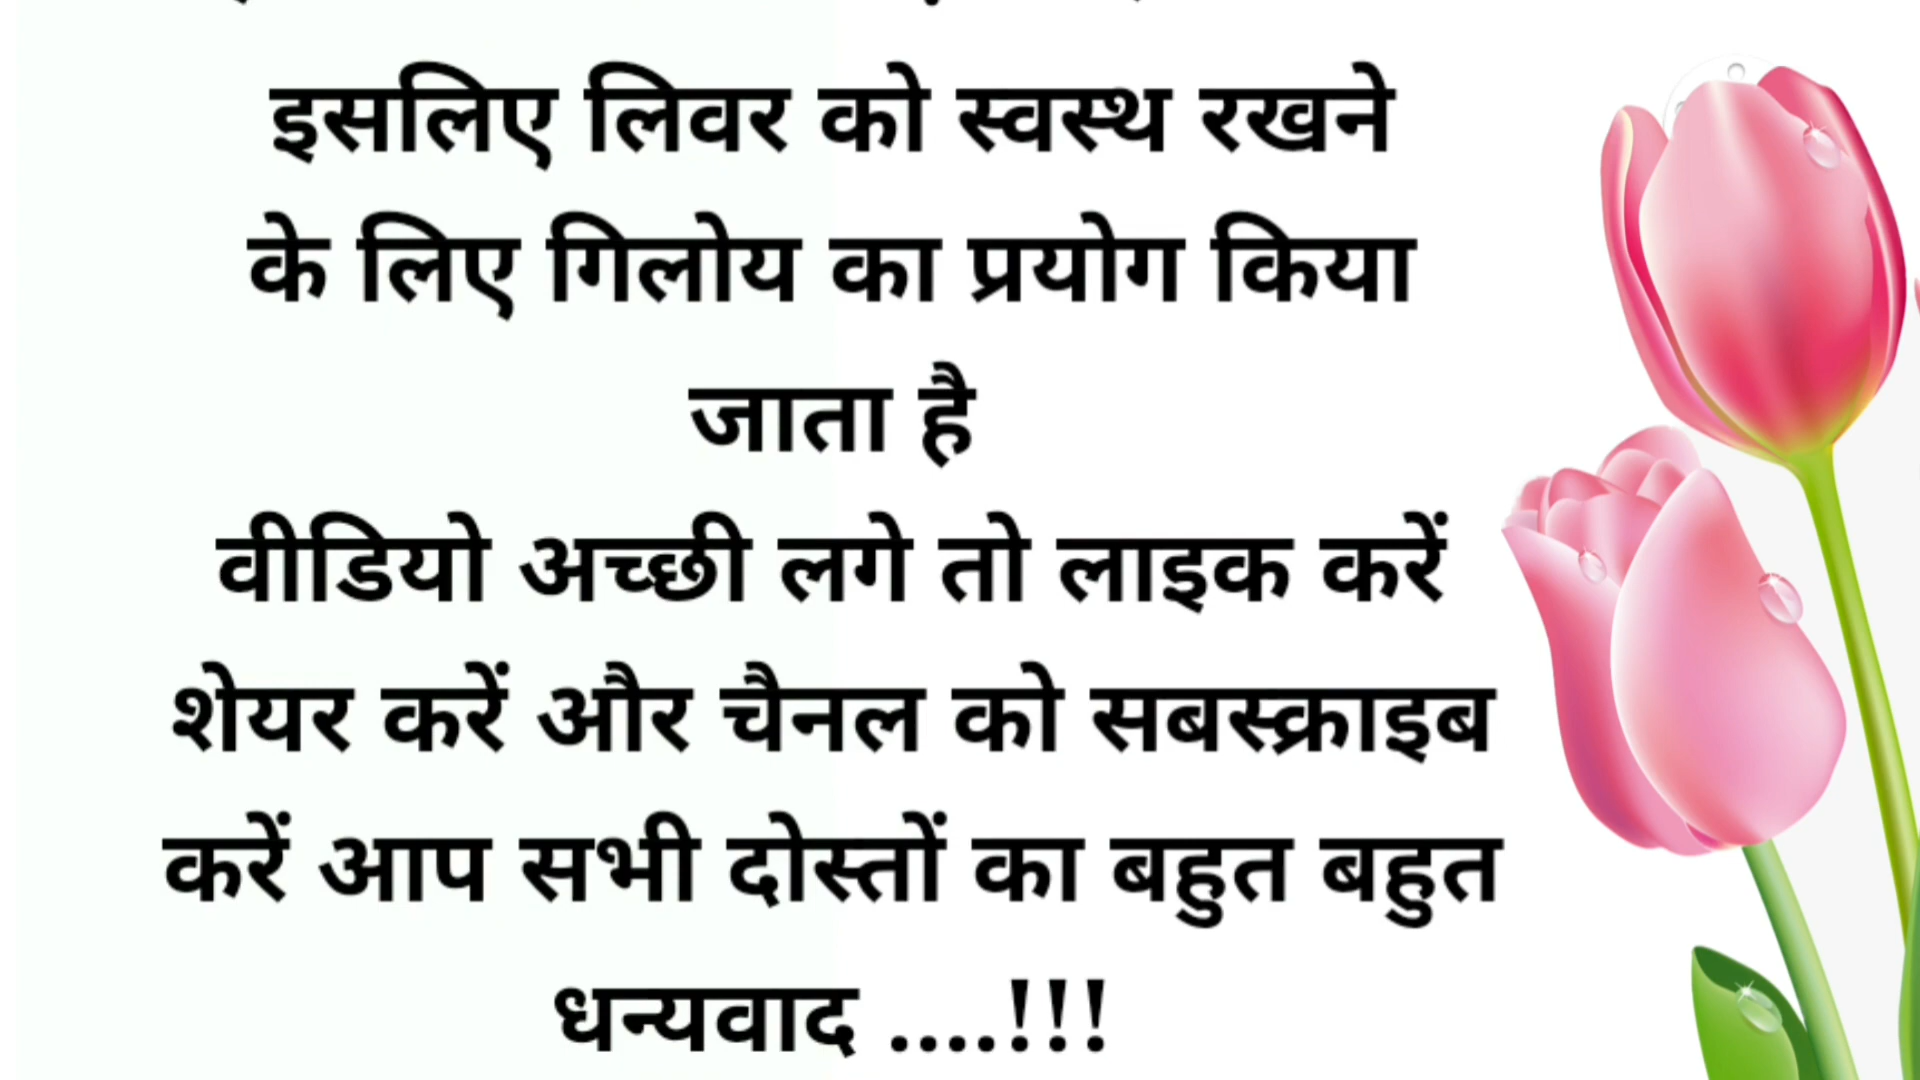 इसलिए लिवर को स्वस्थ रखने
के लिए गिलोय का प्रयोग किया
जाता है
वीडियो अच्छी लगे तो लाइक करें
शेयर करें और चैनल को सबस्क्राइब
करें आप सभी दोस्तों का बहुत बहुत
धन्यवाद ....!!!